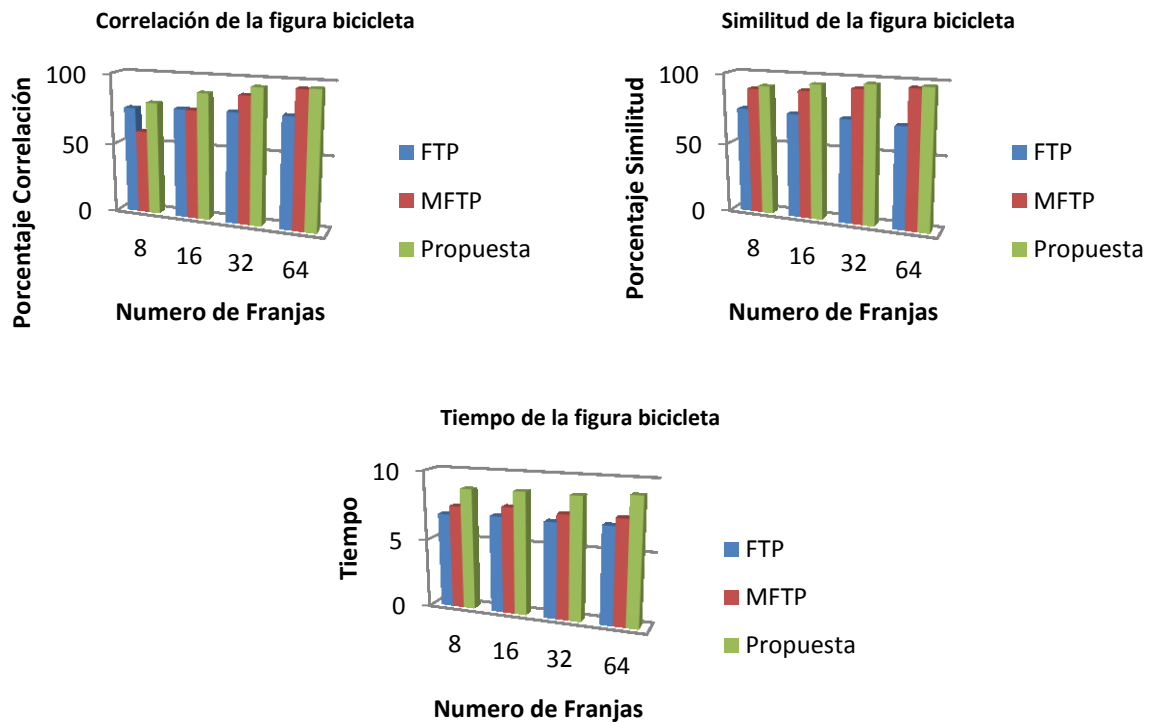 Correlación de la figura bicicleta
Porcentaje Correlación
100
50
0
8 16 32 64
Numero de Franjas
FTP
MFTP
Propuesta
Similitud de la figura bicicleta
Porcentaje Similitud
100
50
0
8 16 32 64
Numero de Franjas
FTP
MFTP
Propuesta
Tiempo de la figura bicicleta
Tiempo
10
5
0
8 16 32 64
Numero de Franjas
FTP
MFTP
Propuesta